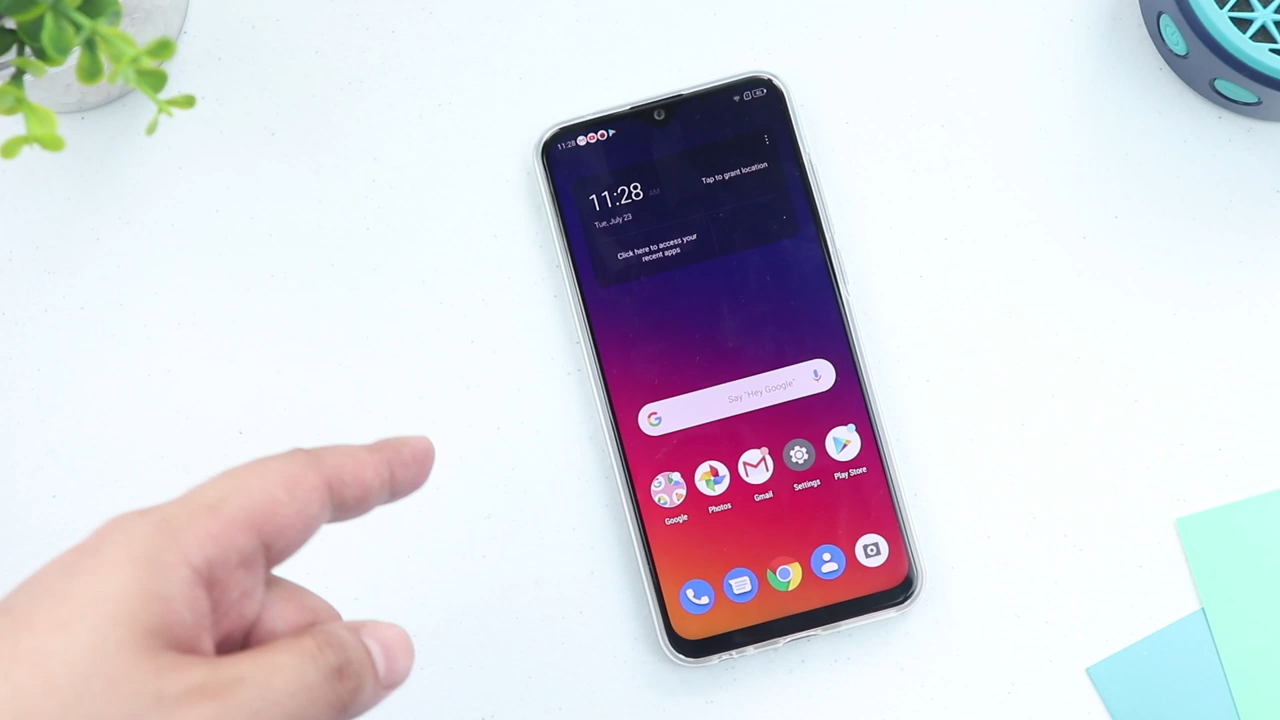 11:28
11:28 AM
Tap to grant location
Tue, July 23
Click here to access your
recent apps
Say "Hey Google"
Google
Photos
Gmail
Settings
Play Store